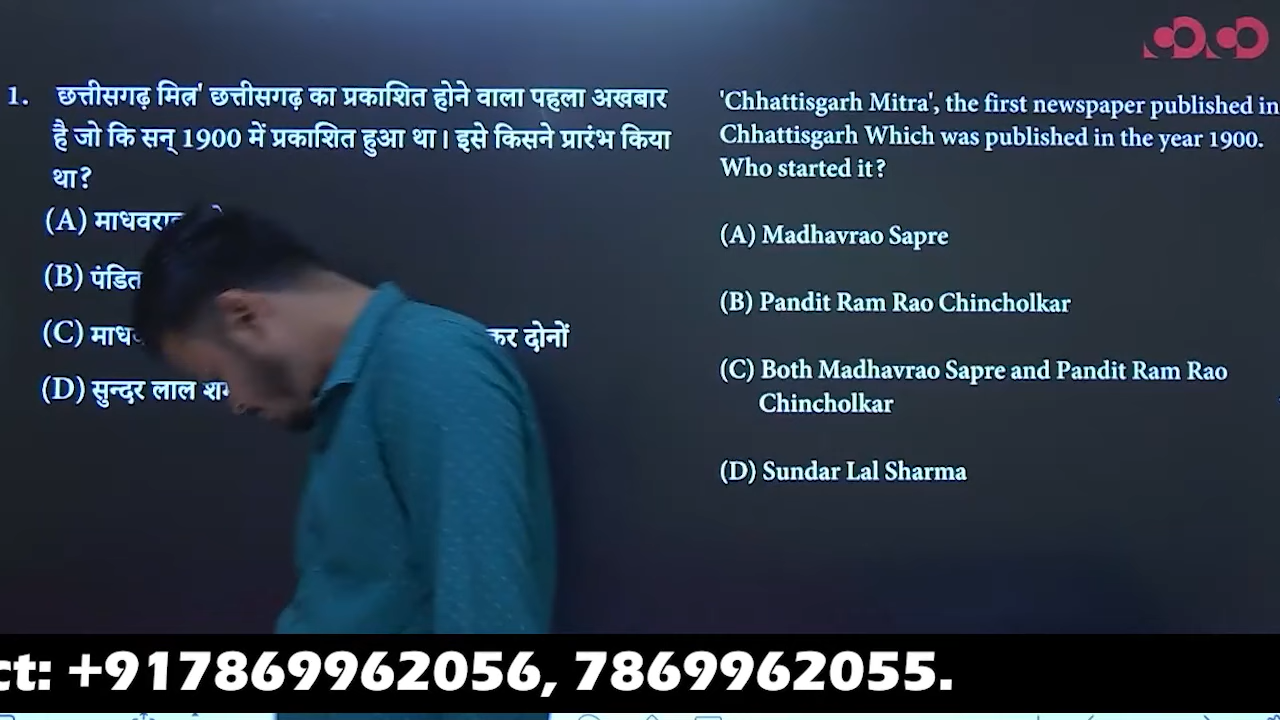 1. छत्तीसगढ़ मित्र' छत्तीसगढ़ का प्रकाशित होने वाला पहला अखबार
है जो कि सन् 1900 में प्रकाशित हुआ था। इसे किसने प्रारंभ किया
था?
(A)
(B) पंडित
(C)
कर दोनों
(D) सुन्दर लाल
'Chhattisgarh Mitra', the first newspaper published in
Chhattisgarh Which was published in the year 1900.
Who started it?
(A) Madhavrao Sapre
(B) Pandit Ram Rao Chincholkar
(C) Both Madhavrao Sapre and Pandit Ram Rao
Chincholkar
(D) Sundar Lal Sharma
ct: +917869962056, 7869962055.